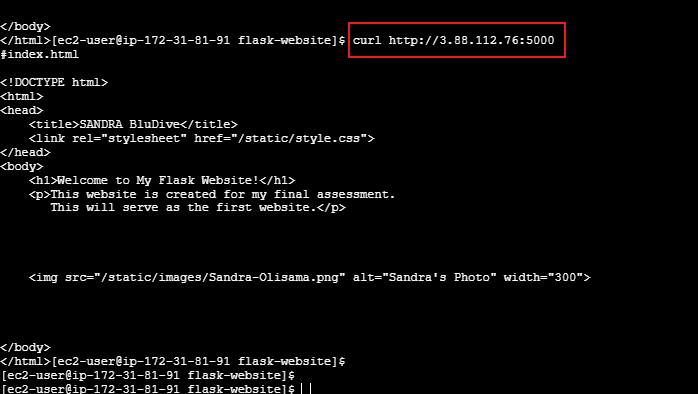 </body>
</html>[ec2-user@ip-172-31-81-91 flask-website]$ curl http://3.88.112.76:5000
#index.html
<!DOCTYPE html>
<html>
<head>
    <title>SANDRA BluDive</title>
    <link rel="stylesheet" href="/static/style.css">
</head>
<body>
    <h1>Welcome to My Flask Website!</h1>
    <p>This website is created for my final assessment.
       This will serve as the first website.</p>
    <img src="/static/images/Sandra-Olisama.png" alt="Sandra's Photo" width="300">
</body>
</html>[ec2-user@ip-172-31-81-91 flask-website]$
[ec2-user@ip-172-31-81-91 flask-website]$
[ec2-user@ip-172-31-81-91 flask-website]$